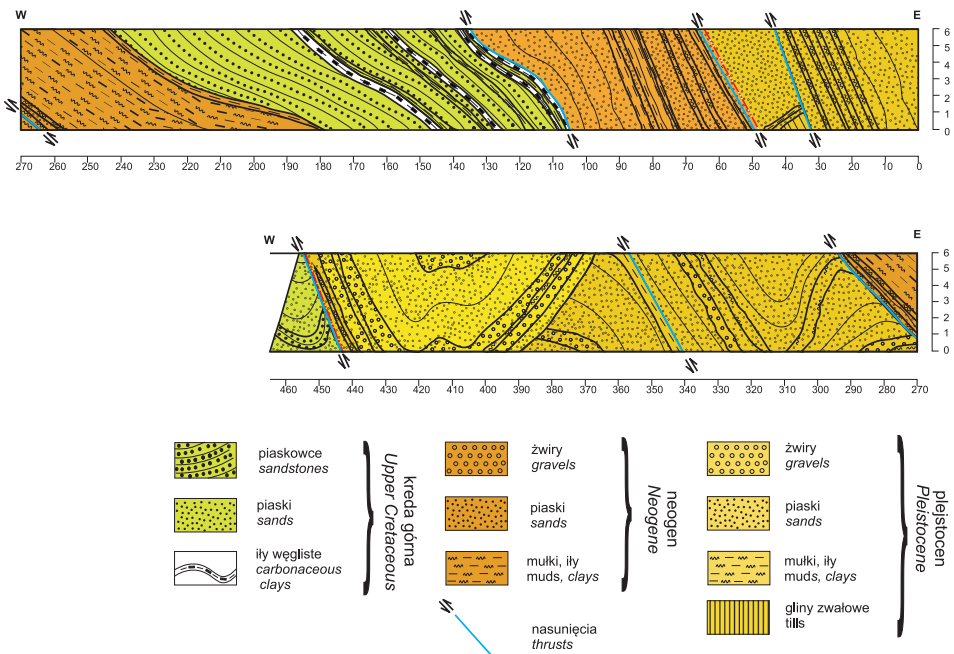 W E
6
5
4
3
2
1
0
270 260 250 240 230 220 210 200 190 180 170 160 150 140 130 120 110 100 90 80 70 60 50 40 30 20 10 0
W E
6
5
4
3
2
1
0
460 450 440 430 420 410 400 390 380 370 360 350 340 330 320 310 300 290 280 270
piaskowce
sandstones
piaski
sands
iły węgliste
carbonaceous
clays
kreda górna
Upper Cretaceous
żwiry
gravels
piaski
sands
mułki, iły
muds, clays
neogen
Neogene
nasunięcia
thrusts
żwiry
gravels
piaski
sands
mułki, iły
muds, clays
gliny zwałowe
tills
plejstocen
Pleistocene